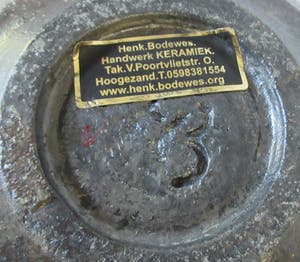 Henk.Bodewes.
Handwerk KERAMIEK.
Tak.V.Poortvlietstr. O.
Hoogezand.T.0598381554
www.henk.bodewes.org